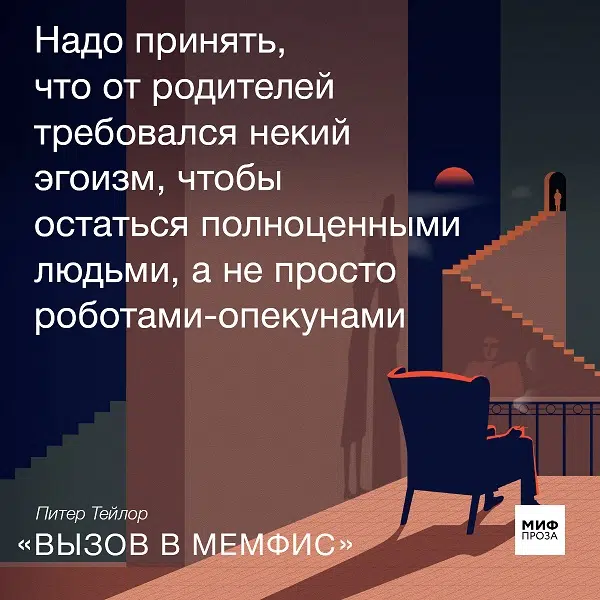 Надо принять,
что от родителей
требовался некий
эгоизм, чтобы
остаться полноценными
людьми, а не просто
роботами-опекунами
Питер Тейлор
«ВЫЗОВ В МЕМФИС»
МИФ
ПРОЗА